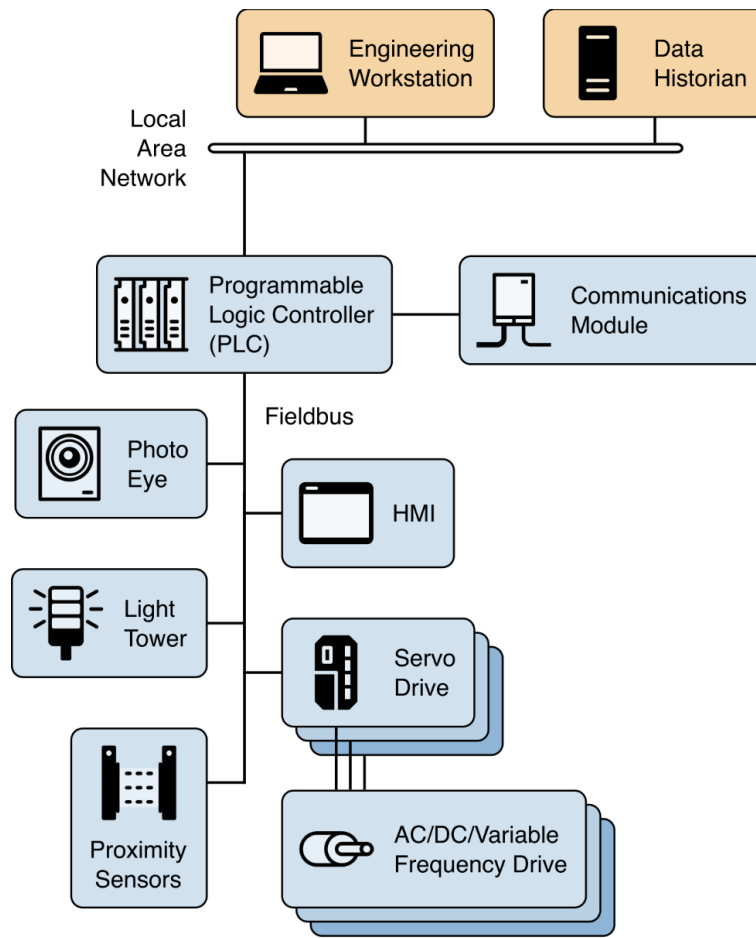 Engineering
Workstation
Data
Historian
Local
Area
Network
Programmable
Logic Controller
(PLC)
Communications
Module
Fieldbus
Photo
Eye
HMI
Light
Tower
Servo
Drive
Proximity
Sensors
AC/DC/Variable
Frequency Drive